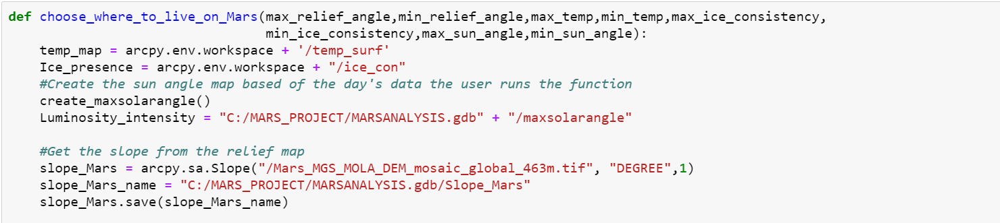 def choose_where_to_live_on_Mars(max_relief_angle,min_relief_angle,max_temp,min_temp,max_ice_consistency,
                                 min_ice_consistency,max_sun_angle,min_sun_angle):
    temp_map = arcpy.env.workspace + '/temp_surf'
    Ice_presence = arcpy.env.workspace + "/ice_con"
    #Create the sun angle map based of the day's data the user runs the function
    create_maxsolarangle()
    Luminosity_intensity = "C:/MARS_PROJECT/MARSANALYSIS.gdb" + "/maxsolarangle"

    #Get the slope from the relief map
    slope_Mars = arcpy.sa.Slope("/Mars_MGS_MOLA_DEM_mosaic_global_463m.tif", "DEGREE",1)
    slope_Mars_name = "C:/MARS_PROJECT/MARSANALYSIS.gdb/Slope_Mars"
    slope_Mars.save(slope_Mars_name)